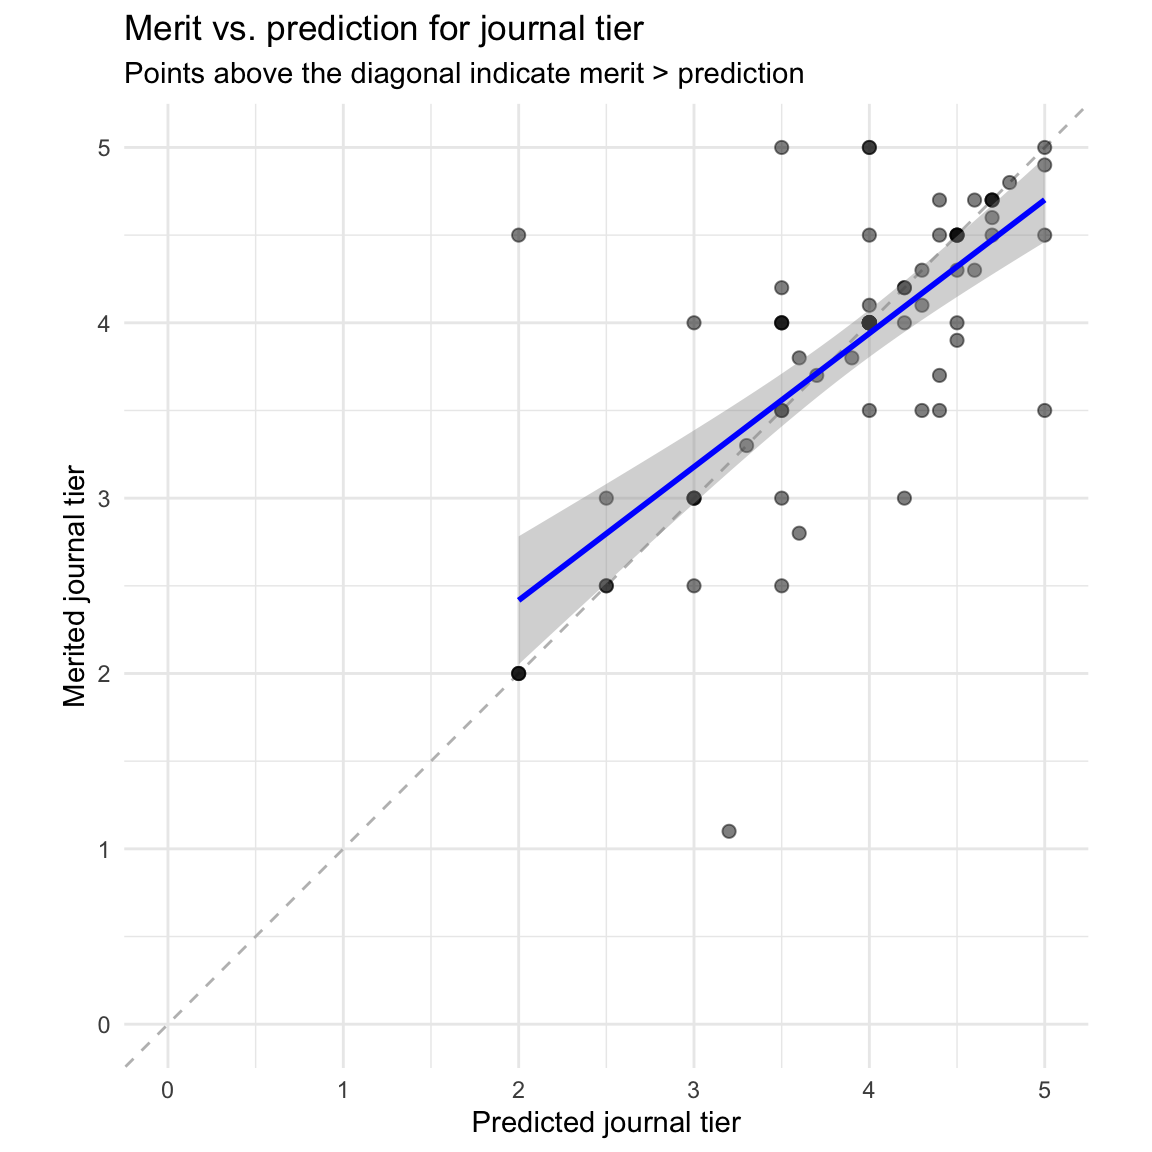 Merit vs. prediction for journal tier
Points above the diagonal indicate merit > prediction
Merited journal tier
5
4
3
2
1
0
0 1 2 3 4 5
Predicted journal tier